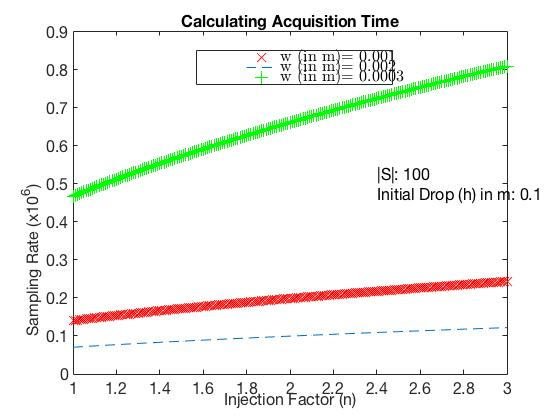 Calculating Acquisition Time
0.9
0.8
0.7
0.6
0.5
0.4
0.3
0.2
0.1
0
Sampling Rate (x10^6)
w (in m)= 0.001
w (in m)= 0.002
w (in m)= 0.0003
|S|: 100
Initial Drop (h) in m: 0.1
1 1.2 1.4 1.6 1.8 2 2.2 2.4 2.6 2.8 3
Injection Factor (n)